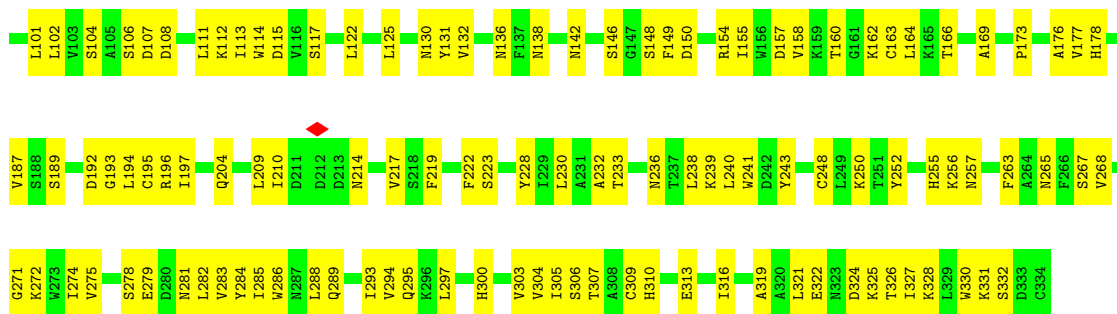 L101 L102 V103 S104 A105 S106 D107 D108 L111 K112 I113 W114 D115 V116 S117 L122 L125 N130 Y131 V132 N136 F137 N138 N142 S146 G147 S148 F149 D150 R154 I155 W156 D157 V158 K159 T160 G161 K162 C163 L164 K165 T166 A169 P173 A176 V177 H178
V187 S188 S189 D192 G193 L194 C195 R196 I197 Q204 L209 I210 D211 D212 D213 N214 V217 S218 F219 F222 S223 Y228 I229 L230 A231 A232 T233 N236 T237 L238 K239 L240 W241 D242 Y243 C248 L249 K250 T251 Y252 H255 K256 N257 F263 A264 N265 F266 S267 V268
G271 K272 W273 I274 V275 S278 E279 D280 N281 L282 V283 Y284 I285 W286 N287 L288 Q289 I293 V294 Q295 K296 L297 H300 V303 V304 I305 S306 T307 A308 C309 H310 E313 I316 A319 A320 L321 E322 N323 D324 K325 T326 I327 K328 L329 W330 K331 S332 D333 C334